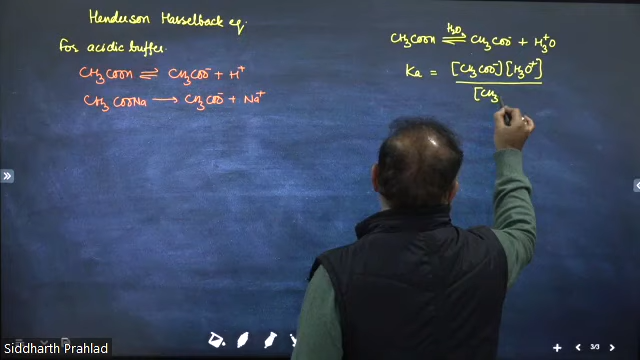 Henderson Hasselback eq.
for acidic buffer.
CH3COOH ⇌ CH3COO⁻ + H⁺
CH3COONa ⟶ CH3COO⁻ + Na⁺
CH3COOH ⇌ CH3COO⁻ + H3O⁺
H2O
Ka = [CH3COO⁻][H3O⁺]
[CH3
Siddharth Prahlad
3/3